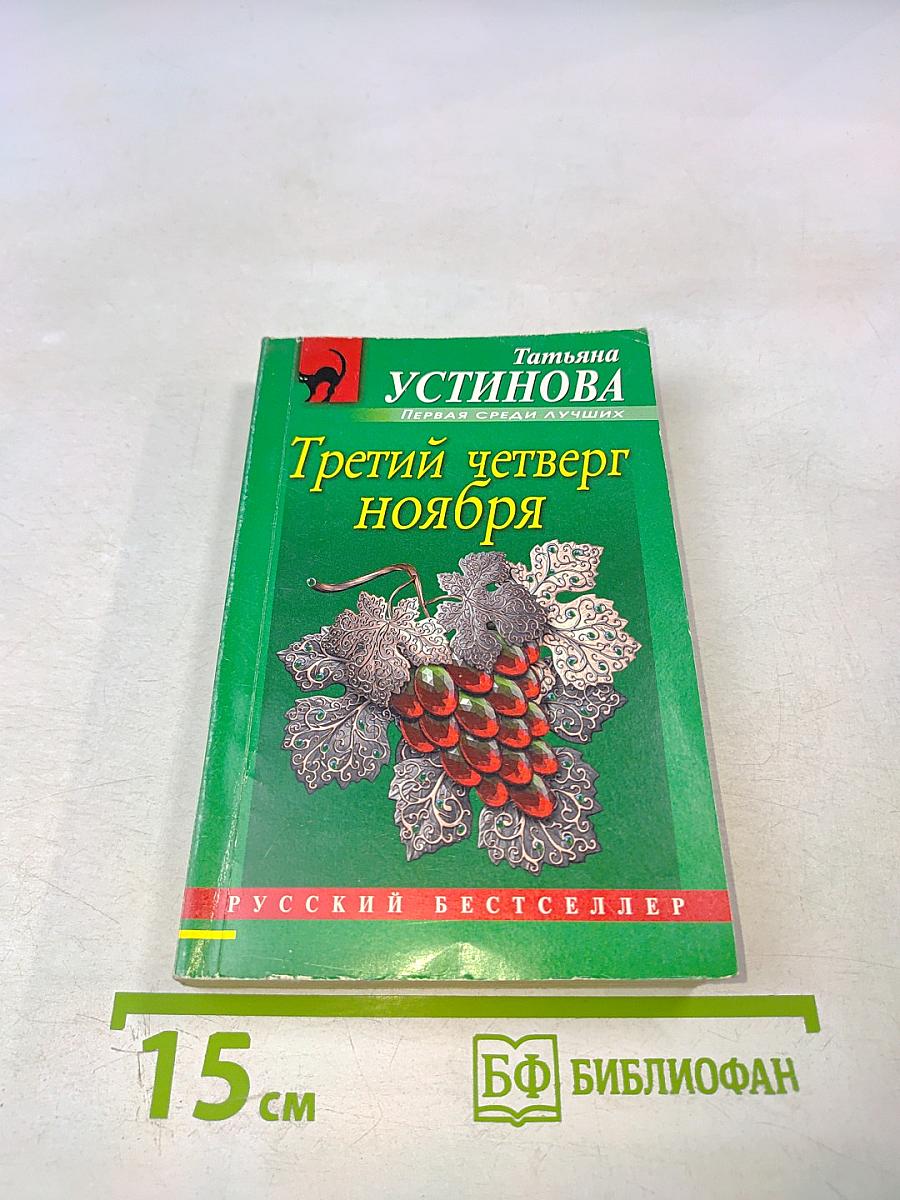 Татьяна
УСТИНОВА
ПЕРВАЯ СРЕДИ ЛУЧШИХ
Третий четверг
ноября
РУССКИЙ БЕСТСЕЛЛЕР
15 см
БФ БИБЛИОФАН